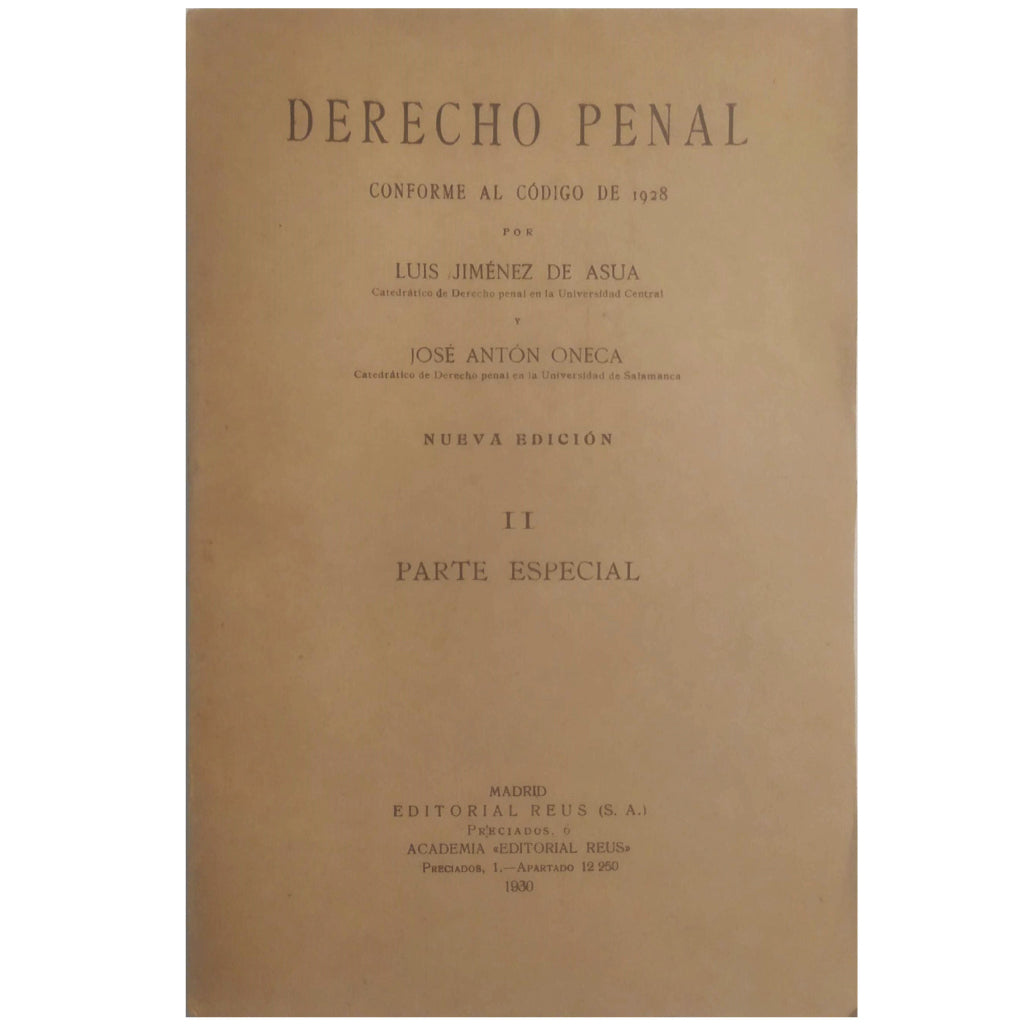 DERECHO PENAL
CONFORME AL CÓDIGO DE 1928
POR
LUIS JIMÉNEZ DE ASUA
Catedrático de Derecho penal en la Universidad Central
Y
JOSÉ ANTÓN ONECA
Catedrático de Derecho penal en la Universidad de Salamanca
NUEVA EDICIÓN
II
PARTE ESPECIAL
MADRID
EDITORIAL REUS (S. A.)
PRECIADOS, 6
ACADEMIA «EDITORIAL REUS»
PRECIADOS, 1.—APARTADO 12 250
1930